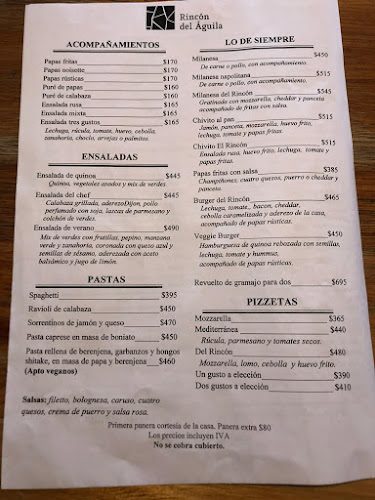 Rincón
del Águila
ACOMPAÑAMIENTOS
Papas fritas $170
Papas noisette $170
Papas rústicas $170
Puré de papas $160
Puré de calabaza $160
Ensalada rusa $165
Ensalada mixta $165
Ensalada tres gustos $165
Lechuga, rúcula, tomate, huevo, cebolla,
zanahoria, choclo, arvejas o palmitos.
ENSALADAS
Ensalada de quinos $445
Quinoa, vegetales asados y mix de verdes.
Ensalada del chef $445
Calabaza grillada, aderezoDijon, pollo
perfumado con soja, lascas de parmesano y
colchón de verdes.
Ensalada de verano $490
Mix de verdes con frutillas, pepino, mango
verde y zanahoria, coronada con queso azul y
semillas de sésamo, aderezada con aceto
balsámico y jugo de limón.
PASTAS
Spaghetti $395
Ravioli de calabaza $450
Sorrentinos de jamón y queso $470
Pasta caprese en masa de boniato $450
Pasta rellena de berenjena, garbanzos y hongos
shitake, en masa de papa y berenjena $460
(Apto veganos)
Salsas: fileto, bolognesa, caruso, cuatro
quesos, crema de puerro y salsa rosa.
LO DE SIEMPRE
Milanesa $450
De carne o pollo, con acompañamiento.
Milanesa napolitana $515
De carne o pollo, con acompañamiento.
Milanesa del Rincón $545
Gratinada con mozzarella, cheddar y panceta
acompañado de fritas con salsa.
Chivito al pan $515
Jamón, panceta, mozzarella, huevo frito,
lechuga, tomate y papas fritas.
Chivito El Rincón $515
Ensalada rusa, huevo frito, lechuga, tomate y
papas fritas.
Papas fritas con salsa $385
Champiñones, cuatro quesos, puerro o cheddar y
panceta.
Burger del Rincón $465
Lechuga, tomate, bacon, cheddar,
cebolla caramelizada y aderezo de la casa,
acompañado de papas rústicas.
Veggie Burger $450
Hamburguesa de quinoa rebozada con semillas,
lechuga, tomate y hummus,
acompañado de papas rústicas.
Revuelto de gramajo para dos $695
PIZZETAS
Mozzarella $365
Mediterránea $440
Rúcula, parmesano y tomates secos.
Del Rincón $480
Mozzarella, lomo, cebolla y huevo frito.
Un gusto a elección $390
Dos gustos a elección $410
Primera panera cortesía de la casa. Panera extra $80
Los precios incluyen IVA
No se cobra cubierto.